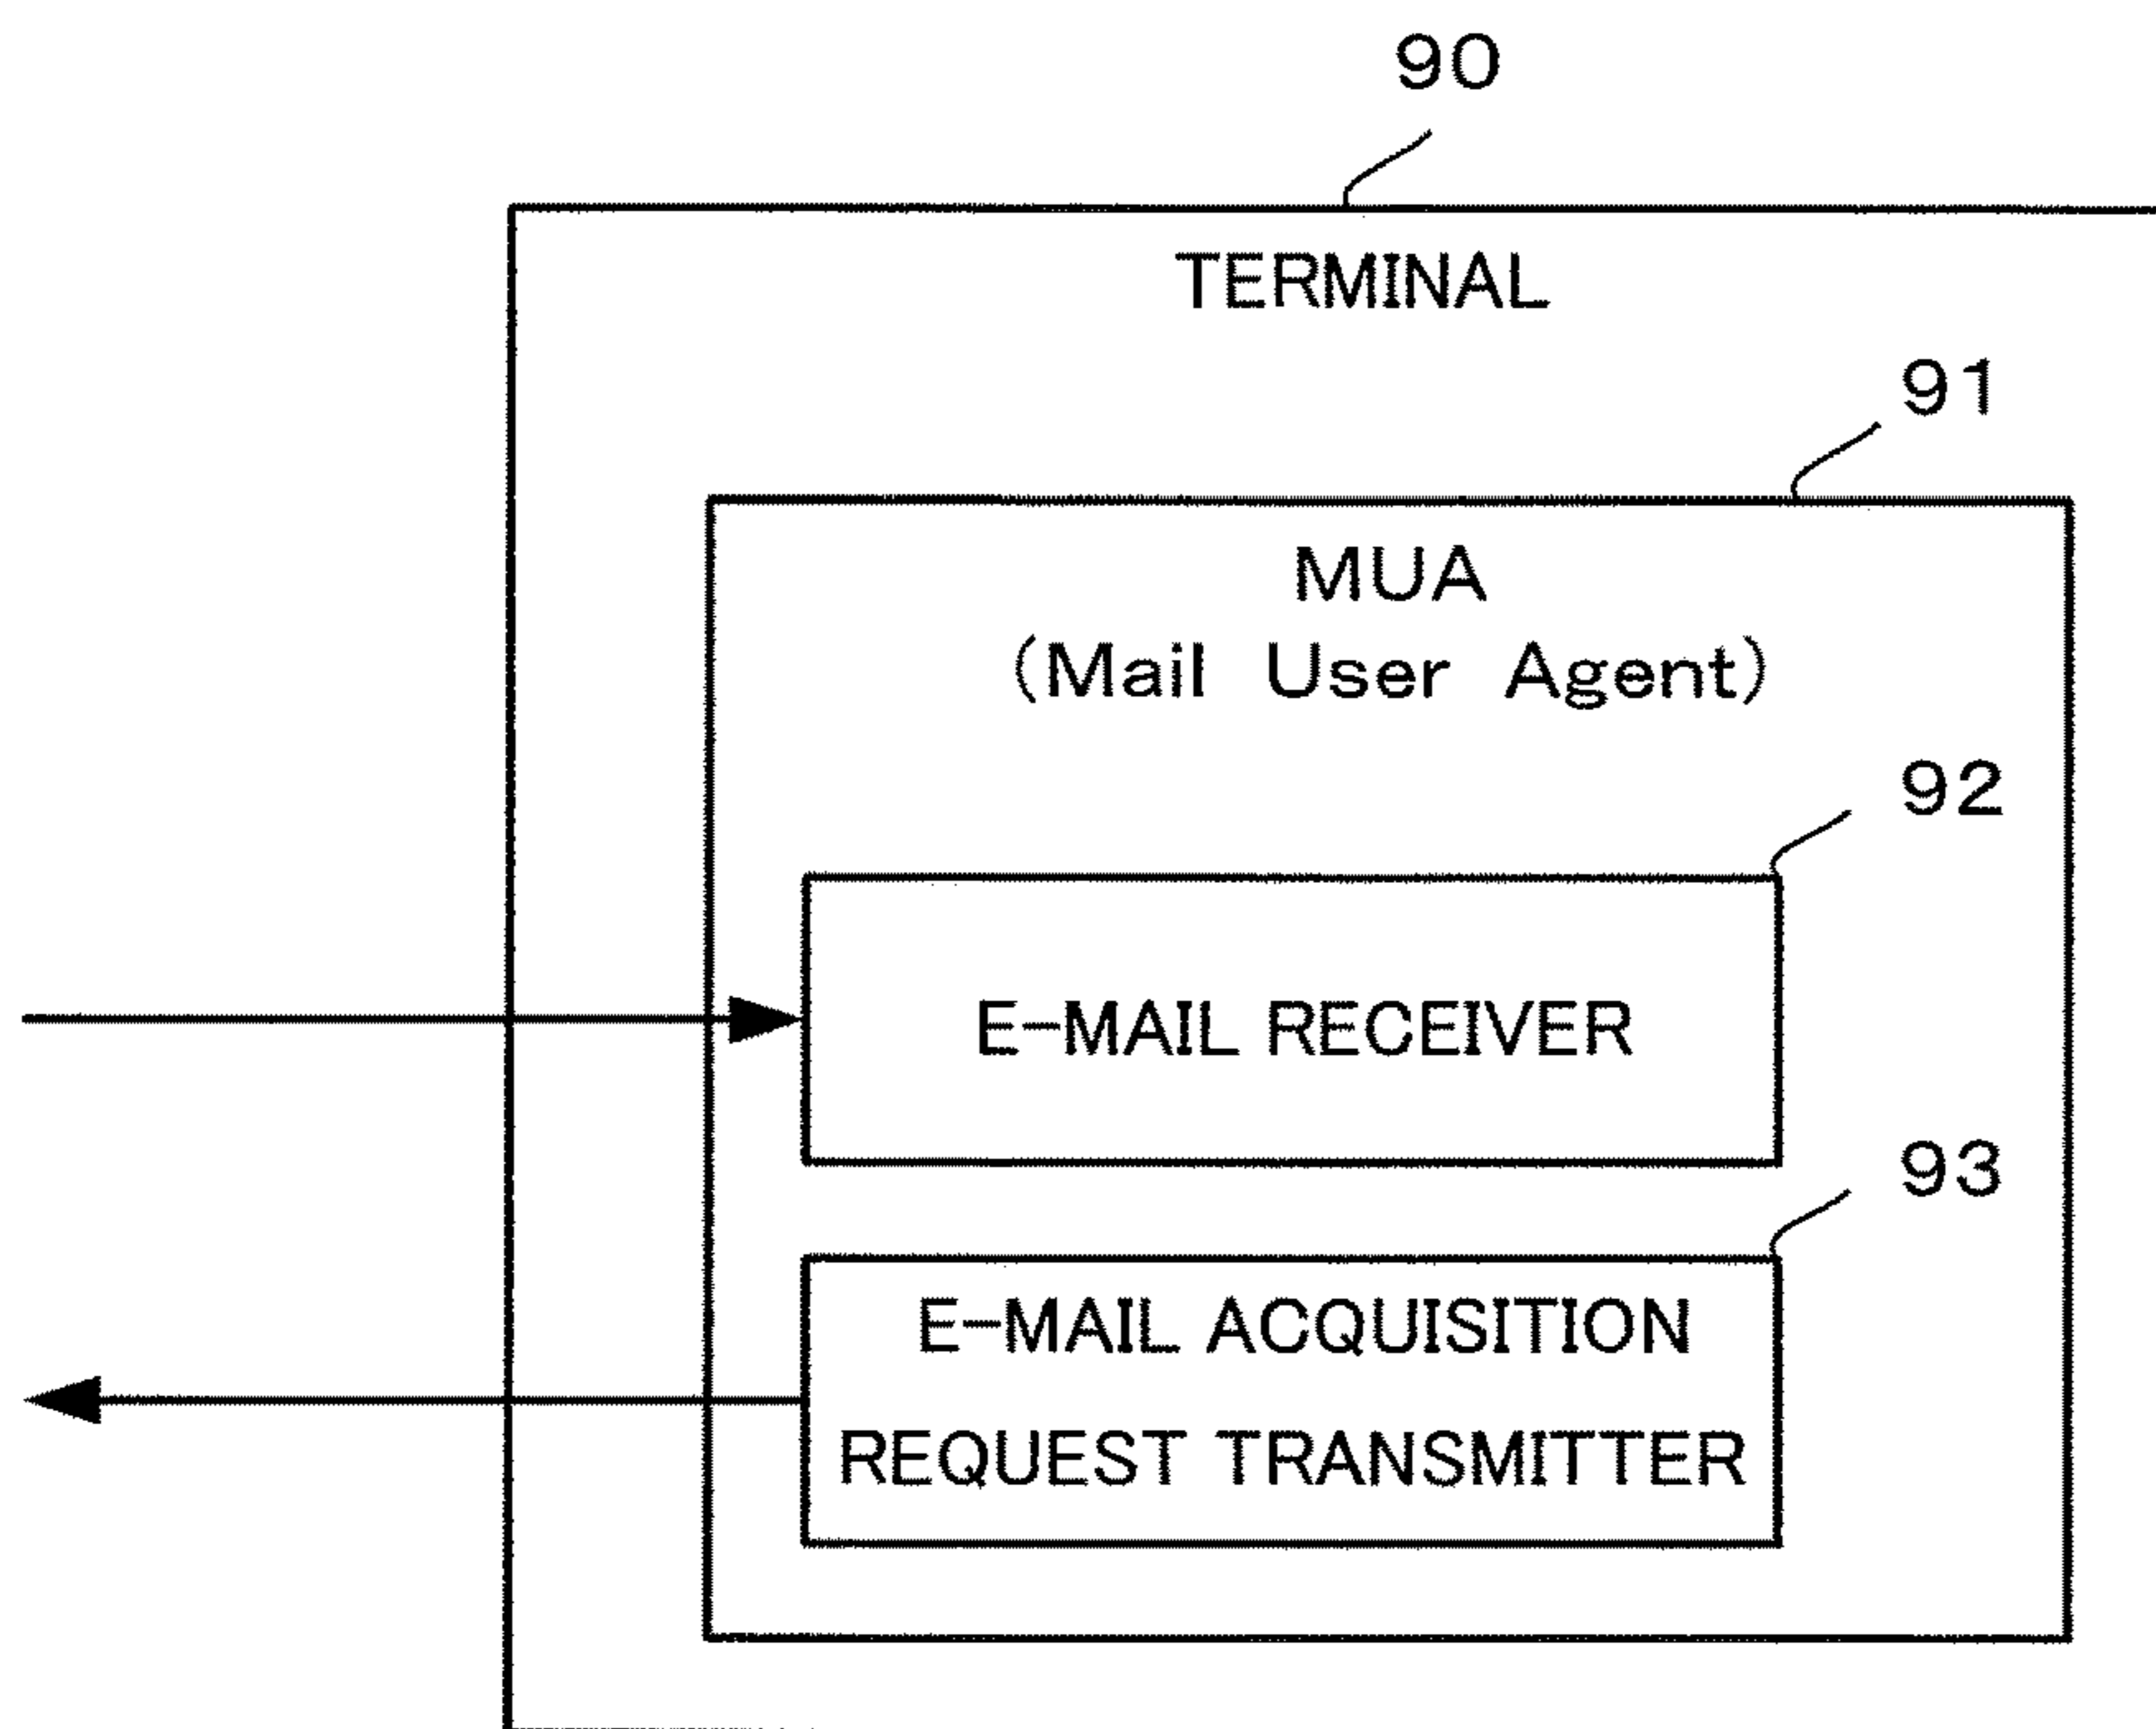 90
TERMINAL
91
MUA
(Mail User Agent)
92
E-MAIL RECEIVER
93
E-MAIL ACQUISITION
REQUEST TRANSMITTER